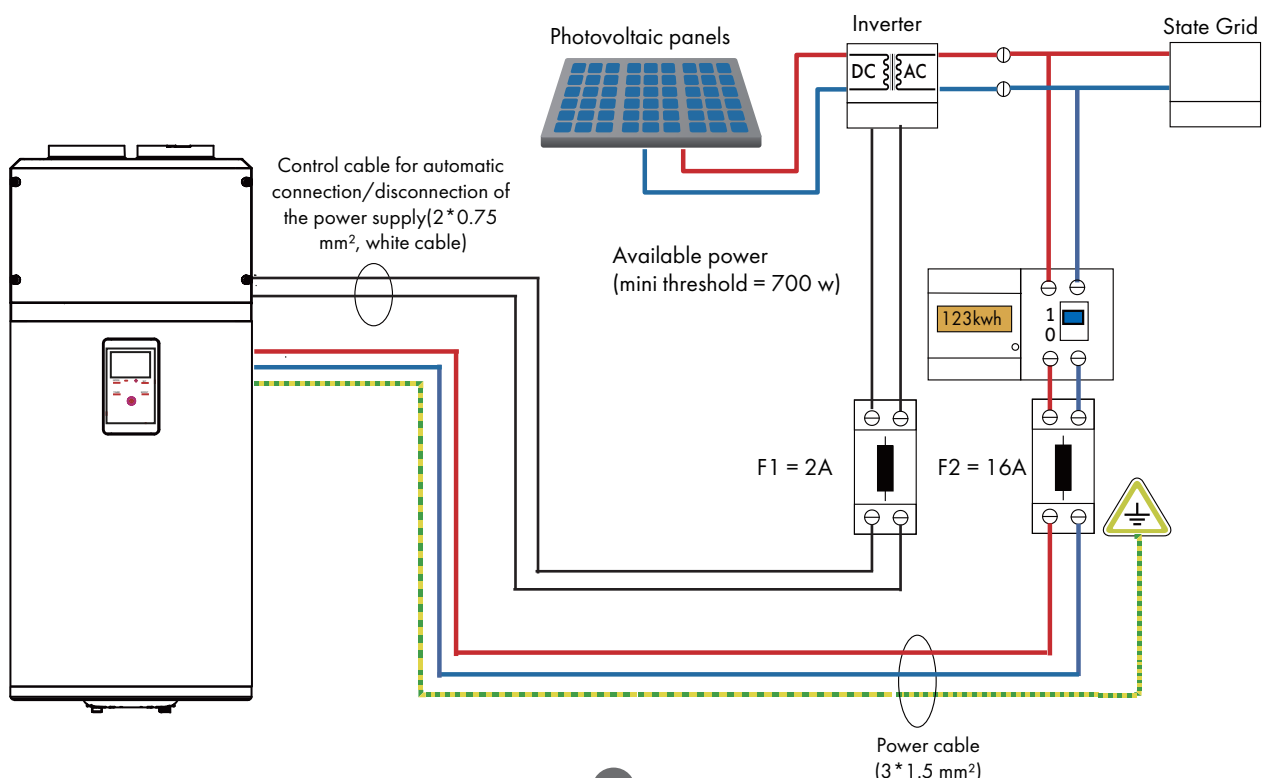 Photovoltaic panels
Inverter
State Grid
DC
AC
Control cable for automatic
connection/disconnection of
the power supply(2*0.75
mm², white cable)
Available power
(mini threshold = 700 w)
123kwh
1
0
F1 = 2A
F2 = 16A
Power cable
(3*1.5 mm²)